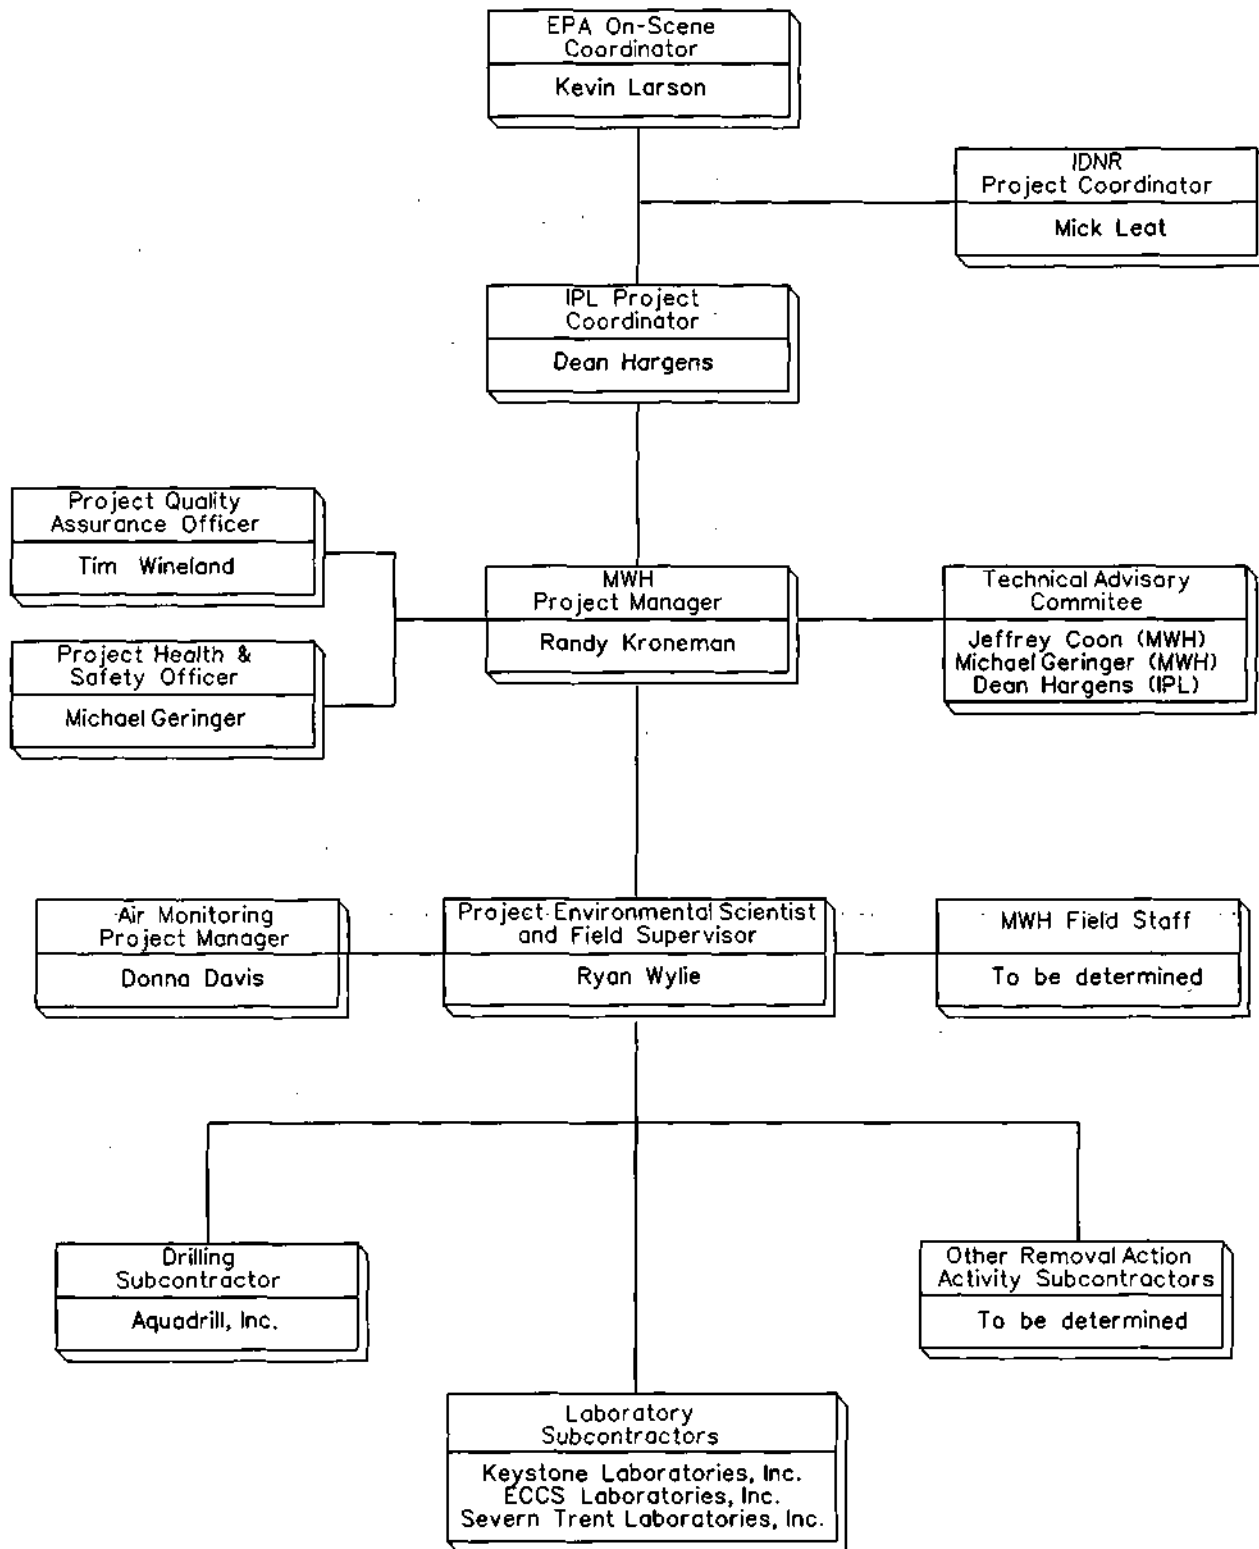 EPA On-Scene
Coordinator
Kevin Larson
IDNR
Project Coordinator
Mick Leat
IPL Project
Coordinator
Dean Hargens
Project Quality
Assurance Officer
Tim Wineland
MWH
Project Manager
Randy Kroneman
Technical Advisory
Commitee
Jeffrey Coon (MWH)
Michael Geringer (MWH)
Dean Hargens (IPL)
Project Health &
Safety Officer
Michael Geringer
Air Monitoring
Project Manager
Donna Davis
Project Environmental Scientist
and Field Supervisor
Ryan Wylie
MWH Field Staff
To be determined
Drilling
Subcontractor
Aquadrill, Inc.
Other Removal Action
Activity Subcontractors
To be determined
Laboratory
Subcontractors
Keystone Laboratories, Inc.
ECCS Laboratories, Inc.
Severn Trent Laboratories, Inc.